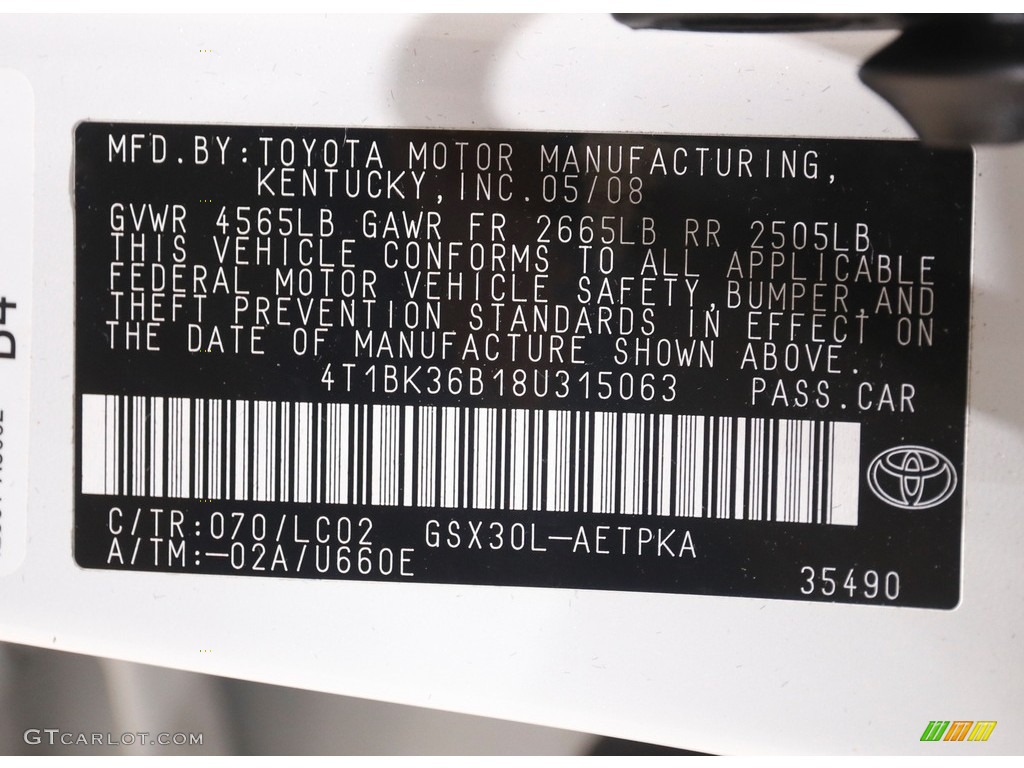 MFD.BY:TOYOTA MOTOR MANUFACTURING,
KENTUCKY,INC.05/08
GVWR 4565LB GAWR FR 2665LB RR 2505LB
THIS VEHICLE CONFORMS TO ALL APPLICABLE
FEDERAL MOTOR VEHICLE SAFETY,BUMPER,AND
THEFT PREVENTION STANDARDS IN EFFECT ON
THE DATE OF MANUFACTURE SHOWN ABOVE.
4T1BK36B18U315063 PASS.CAR
C/TR:070/LC02 GSX30L-AETPKA
A/TM:-02A/U660E
35490
GTcarlot.com